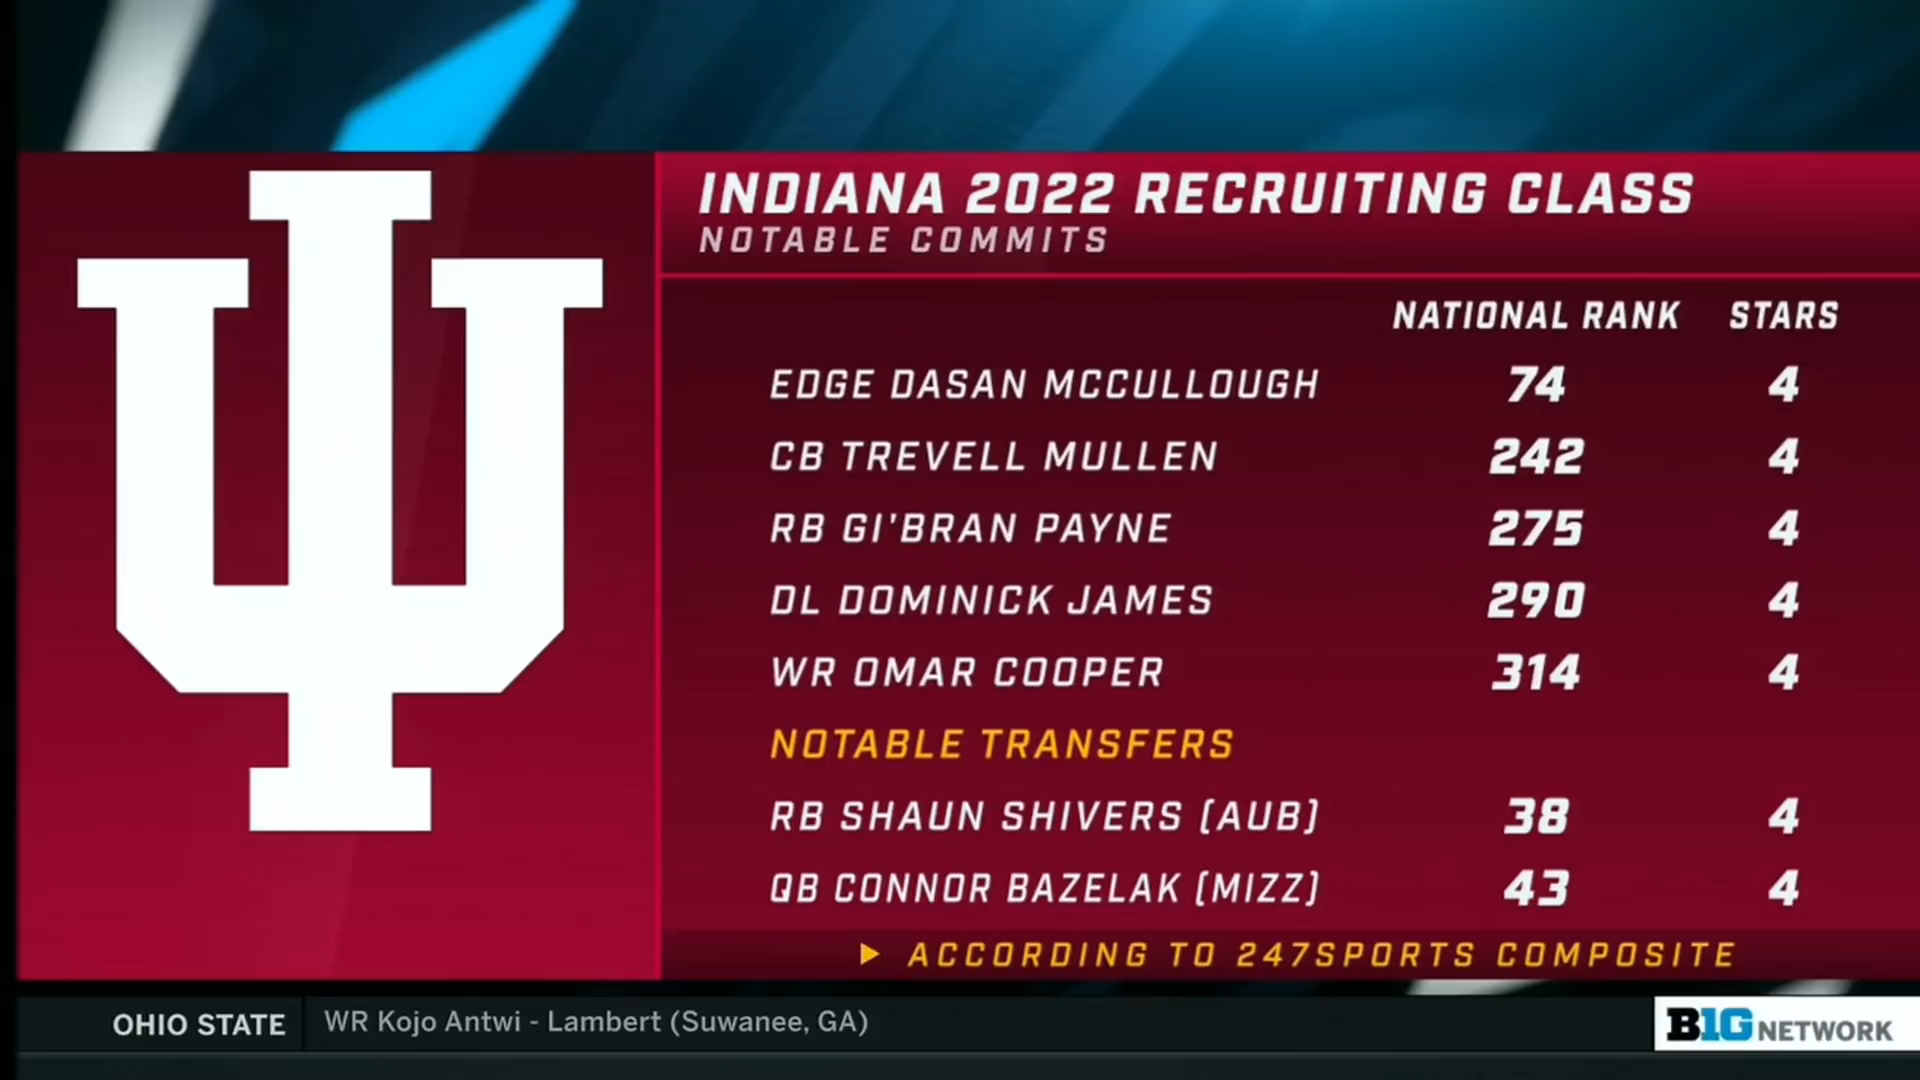 INDIANA 2022 RECRUITING CLASS
NOTABLE COMMITS
NATIONAL RANK STARS
EDGE DASAN MCCULLOUGH 74 4
CB TREVELL MULLEN 242 4
RB GI'BRAN PAYNE 275 4
DL DOMINICK JAMES 290 4
WR OMAR COOPER 314 4
NOTABLE TRANSFERS
RB SHAUN SHIVERS (AUB) 38 4
QB CONNOR BAZELAK (MIZZ) 43 4
ACCORDING TO 247SPORTS COMPOSITE
OHIO STATE WR Kojo Antwi - Lambert (Suwanee, GA) B1G NETWORK